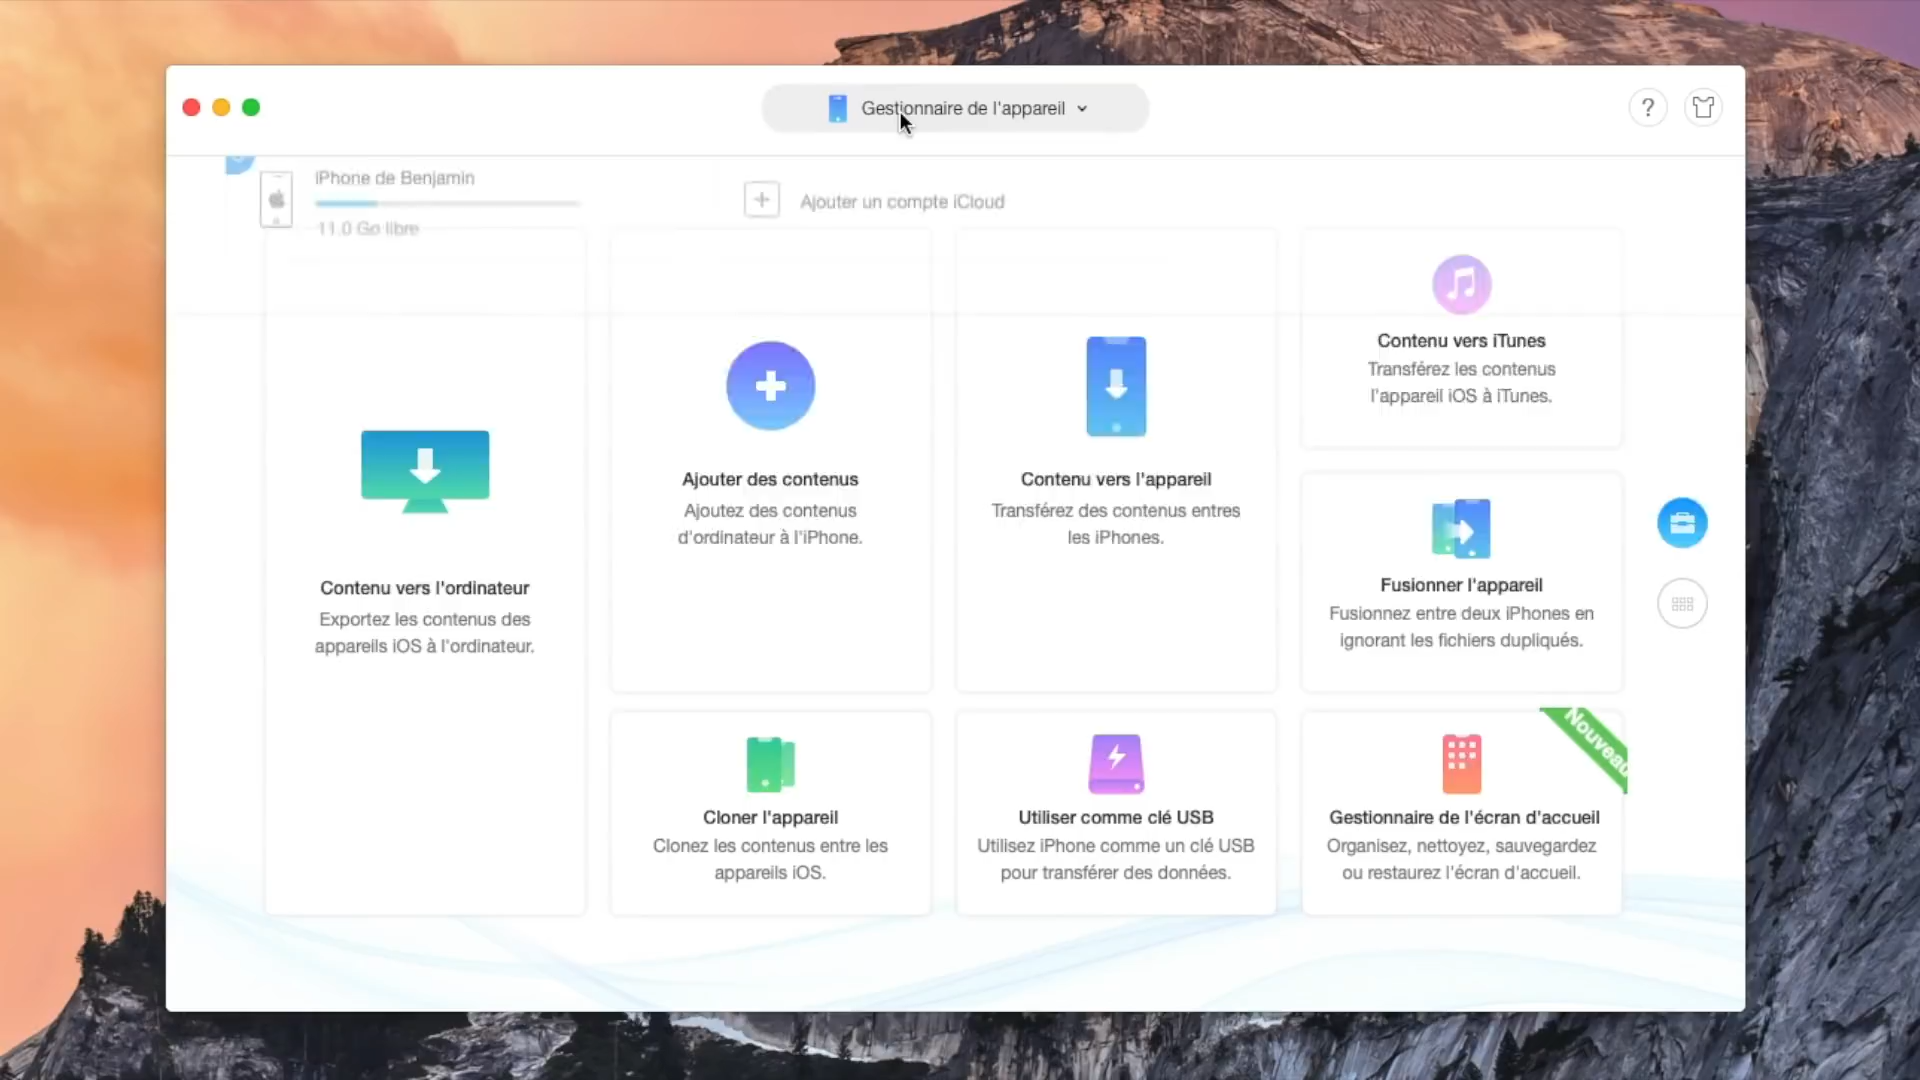 Gestionnaire de l'appareil
?
iPhone de Benjamin
11.0 Go libre
Ajouter un compte iCloud
Contenu vers l'ordinateur
Exportez les contenus des
appareils iOS à l'ordinateur.
Ajouter des contenus
Ajoutez des contenus
d'ordinateur à l'iPhone.
Contenu vers l'appareil
Transférez des contenus entres
les iPhones.
Contenu vers iTunes
Transférez les contenus
l'appareil iOS à iTunes.
Fusionner l'appareil
Fusionnez entre deux iPhones en
ignorant les fichiers dupliqués.
Cloner l'appareil
Clonez les contenus entre les
appareils iOS.
Utiliser comme clé USB
Utilisez iPhone comme un clé USB
pour transférer des données.
Nouveau
Gestionnaire de l'écran d'accueil
Organisez, nettoyez, sauvegardez
ou restaurez l'écran d'accueil.